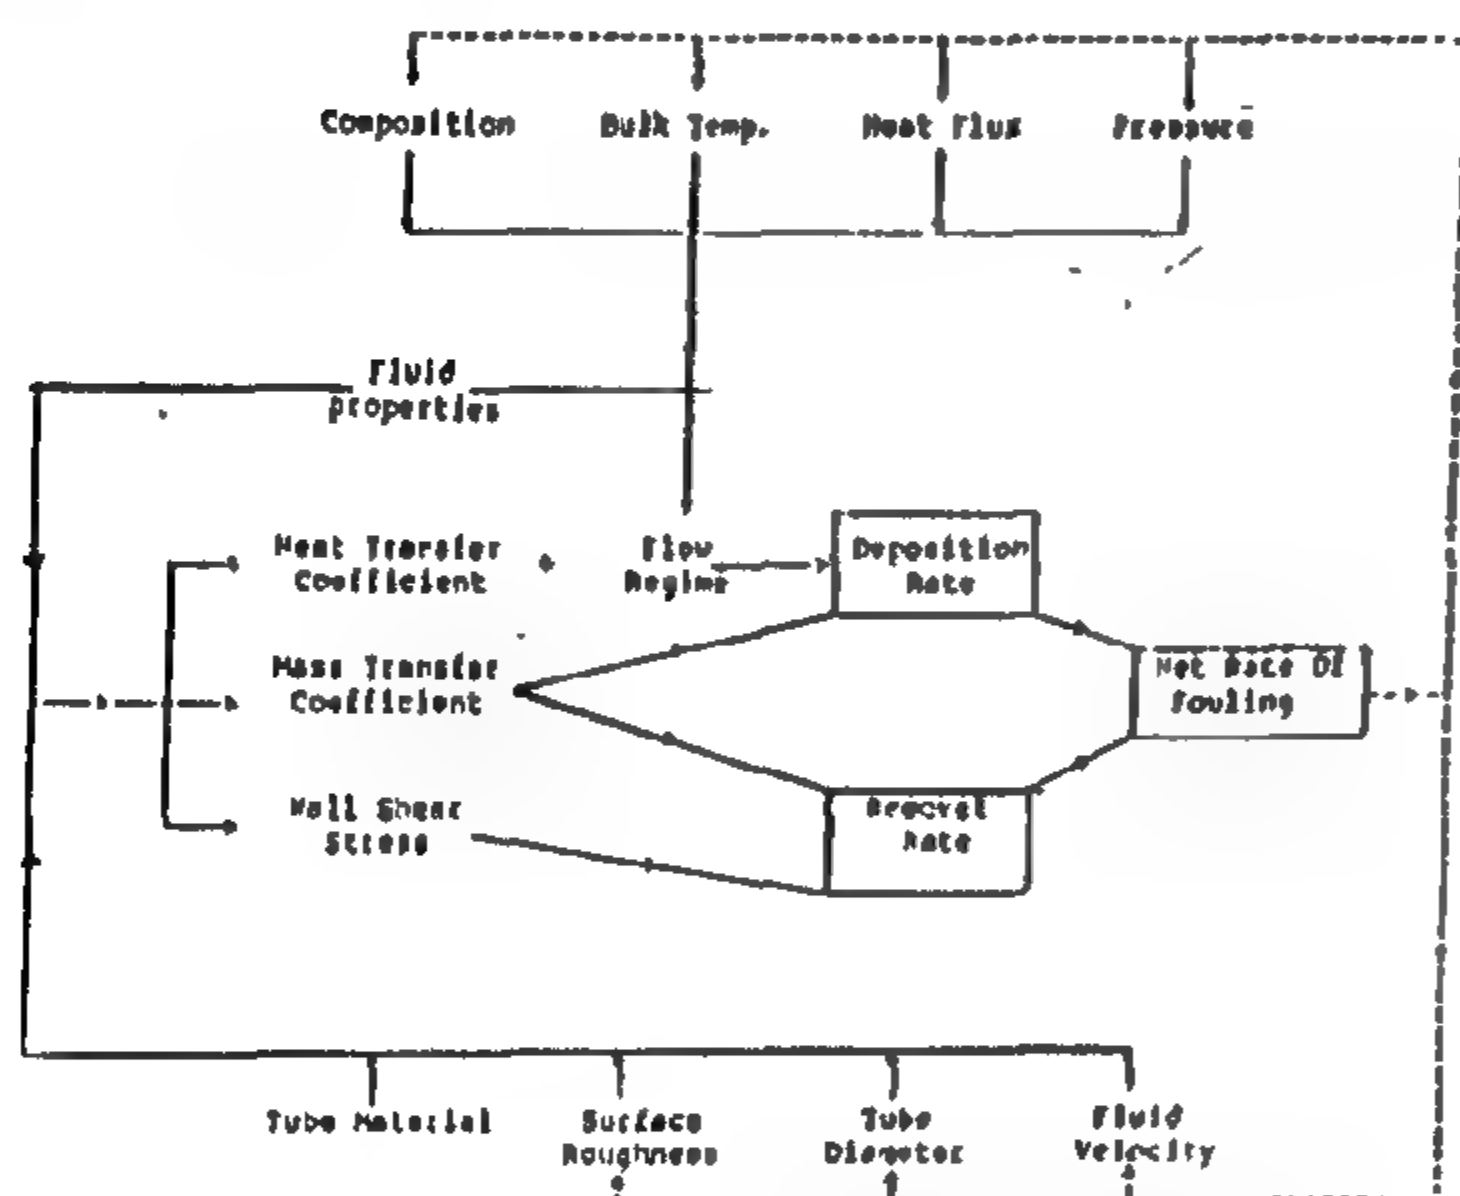 Composition Bulk Temp. Heat Flux Pressure
Fluid
properties
Heat Transfer
Coefficient
Flow
Regime
Deposition
Rate
Mass Transfer
Coefficient
Net Rate Of
Fouling
Wall Shear
Stress
Removal
Rate
Tube Material
Surface
Roughness
Tube
Diameter
Fluid
Velocity